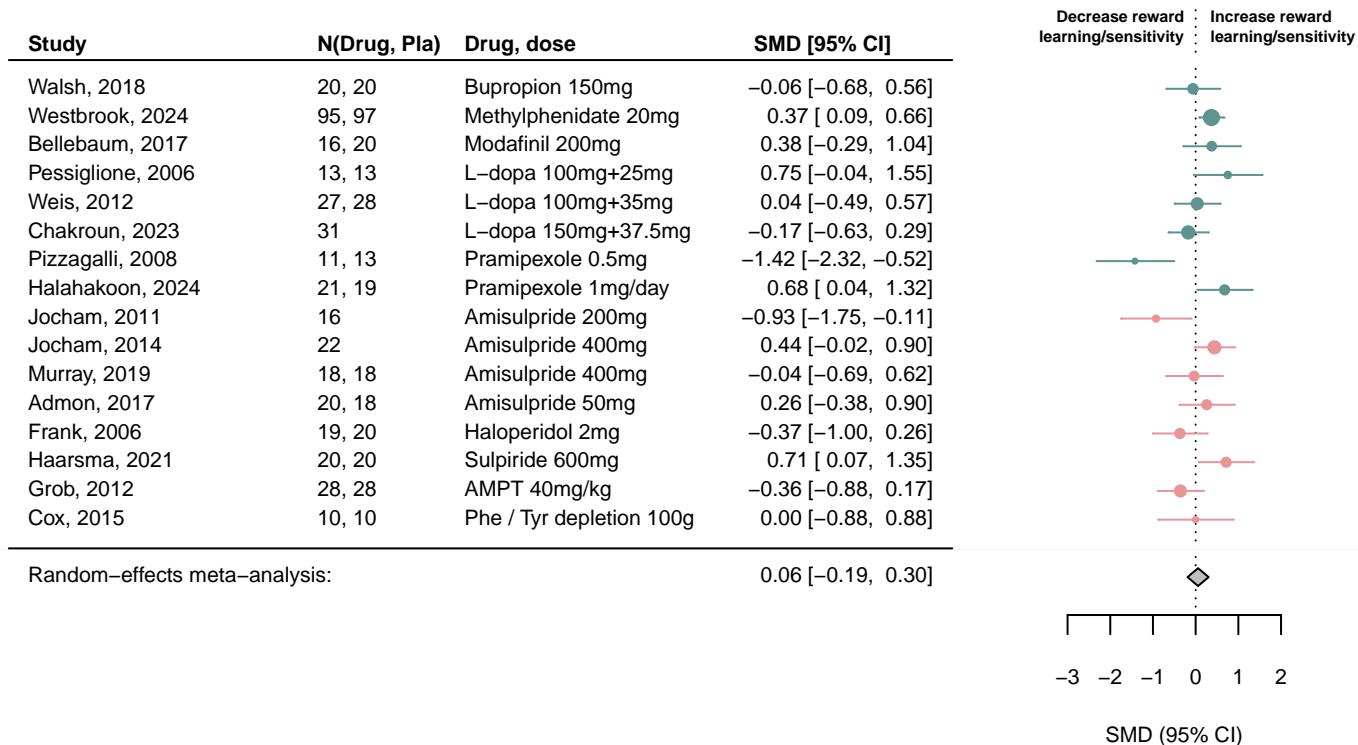 Decrease reward learning/sensitivity
Increase reward learning/sensitivity
Study N(Drug, Pla) Drug, dose SMD [95% CI]
Walsh, 2018 20, 20 Bupropion 150mg −0.06 [−0.68, 0.56]
Westbrook, 2024 95, 97 Methylphenidate 20mg 0.37 [ 0.09, 0.66]
Bellebaum, 2017 16, 20 Modafinil 200mg 0.38 [−0.29, 1.04]
Pessiglione, 2006 13, 13 L−dopa 100mg+25mg 0.75 [−0.04, 1.55]
Weis, 2012 27, 28 L−dopa 100mg+35mg 0.04 [−0.49, 0.57]
Chakroun, 2023 31 L−dopa 150mg+37.5mg −0.17 [−0.63, 0.29]
Pizzagalli, 2008 11, 13 Pramipexole 0.5mg −1.42 [−2.32, −0.52]
Halahakoon, 2024 21, 19 Pramipexole 1mg/day 0.68 [ 0.04, 1.32]
Jocham, 2011 16 Amisulpride 200mg −0.93 [−1.75, −0.11]
Jocham, 2014 22 Amisulpride 400mg 0.44 [−0.02, 0.90]
Murray, 2019 18, 18 Amisulpride 400mg −0.04 [−0.69, 0.62]
Admon, 2017 20, 18 Amisulpride 50mg 0.26 [−0.38, 0.90]
Frank, 2006 19, 20 Haloperidol 2mg −0.37 [−1.00, 0.26]
Haarsma, 2021 20, 20 Sulpiride 600mg 0.71 [ 0.07, 1.35]
Grob, 2012 28, 28 AMPT 40mg/kg −0.36 [−0.88, 0.17]
Cox, 2015 10, 10 Phe / Tyr depletion 100g 0.00 [−0.88, 0.88]
Random−effects meta−analysis: 0.06 [−0.19, 0.30]
−3 −2 −1 0 1 2
SMD (95% CI)